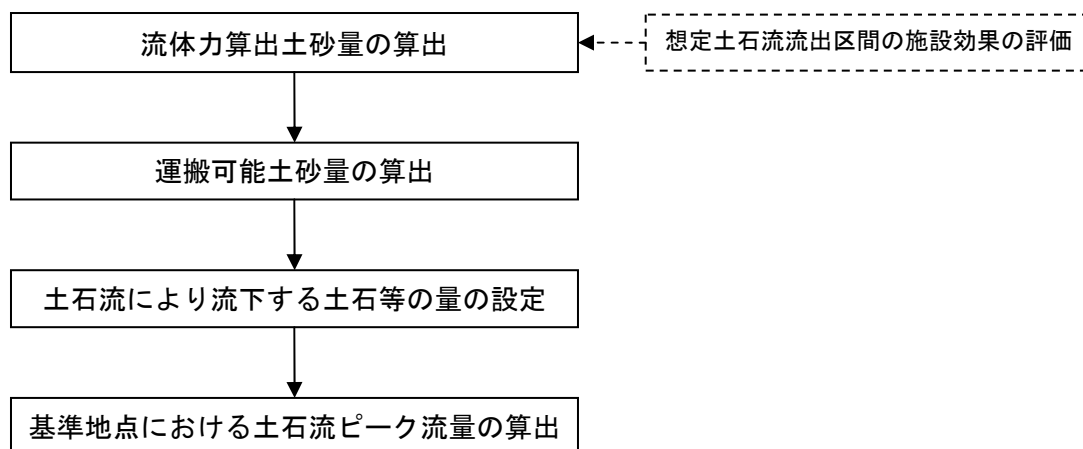 流体力算出土砂量の算出
想定土石流流出区間の施設効果の評価
運搬可能土砂量の算出
土石流により流下する土石等の量の設定
基準地点における土石流ピーク流量の算出